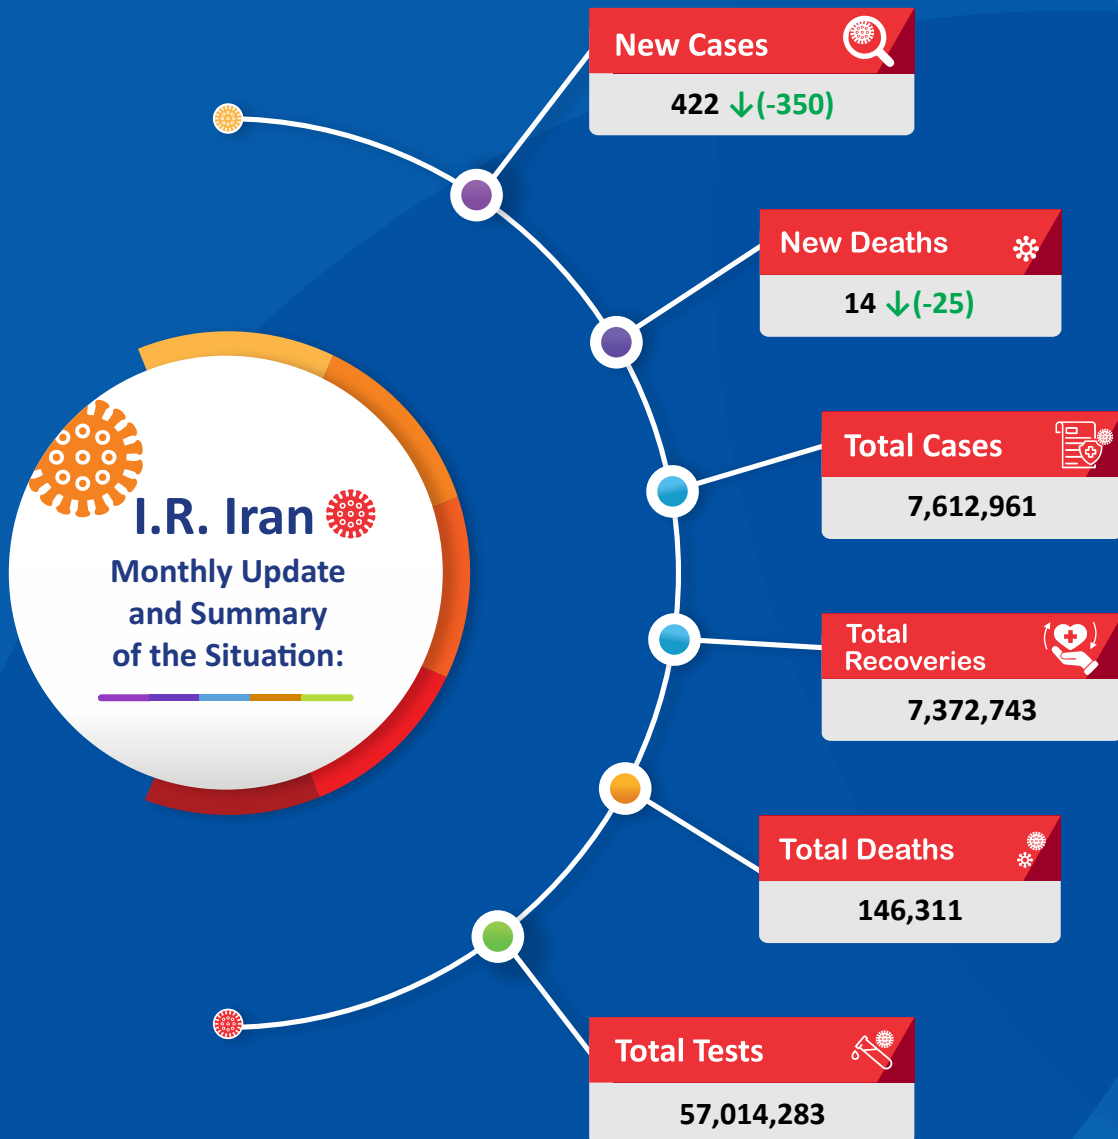 New Cases
422 ↓(-350)
New Deaths
14 ↓(-25)
I.R. Iran
Monthly Update
and Summary
of the Situation:
Total Cases
7,612,961
Total
Recoveries
7,372,743
Total Deaths
146,311
Total Tests
57,014,283